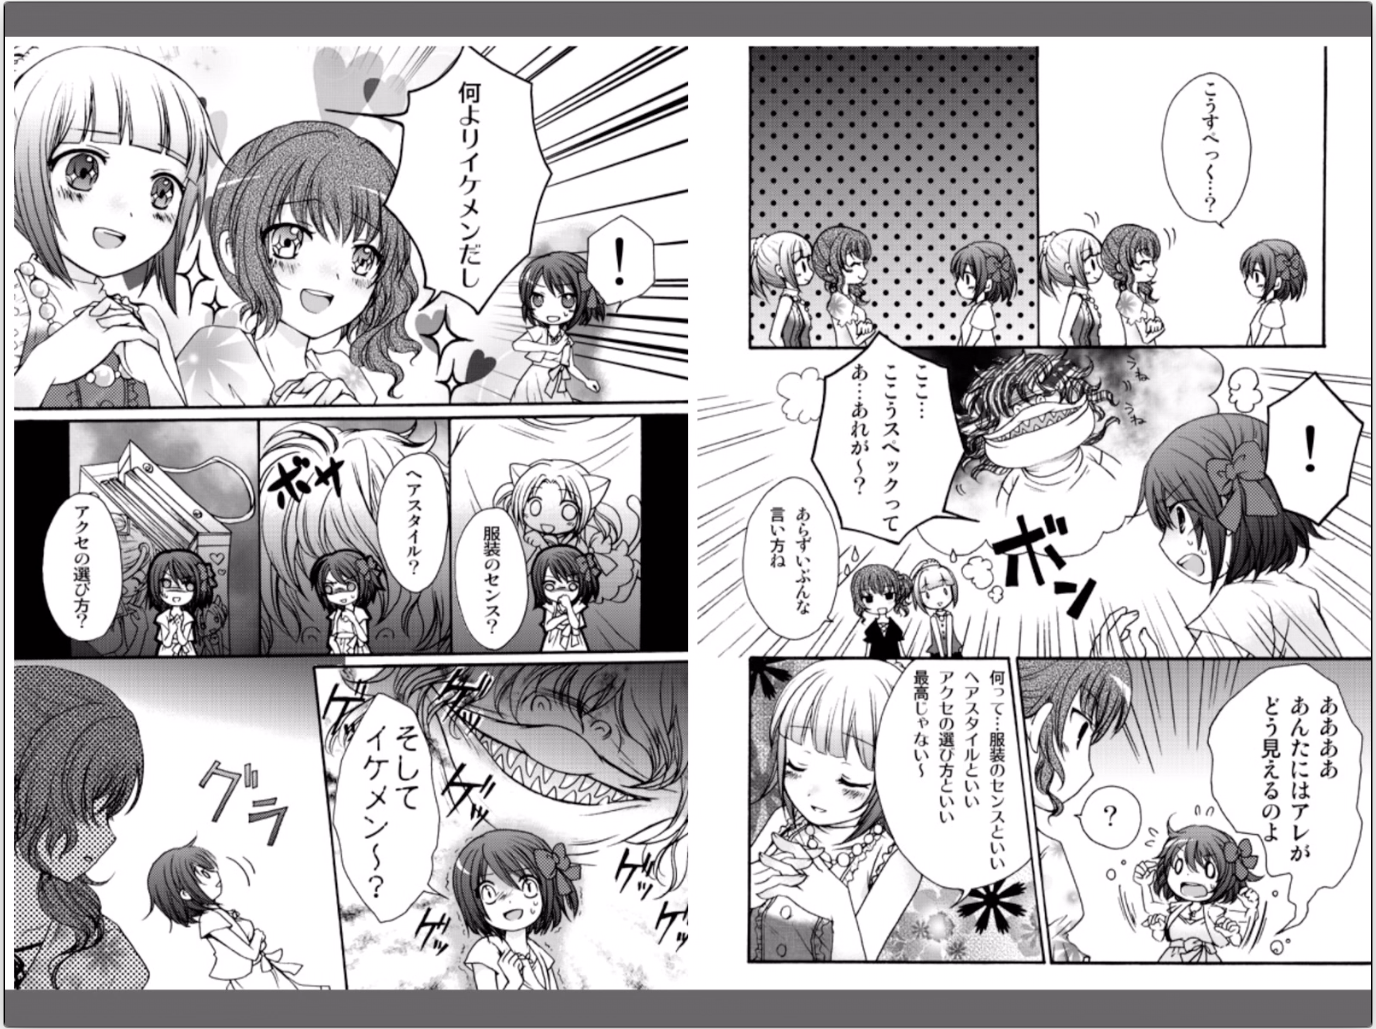 こうすぺっく…？
！
ここ…
こうスペックって
あ…あれが～？
うね
うね
ボンッ
あらずいぶんな
言い方ね
ああああ
あんたにはアレが
どう見えるのよ
？
何って…服装のセンスといい
ヘアスタイルといい
アクセの選び方といい
最高じゃない～
！
何よりイケメンだし
服装のセンス？
ヘアスタイル？
ボサ
アクセの選び方？
そして
イケメン～？
ゲッ
ゲッ
ゲッ
ゲッ
ゲッ
ゲッ
グラ